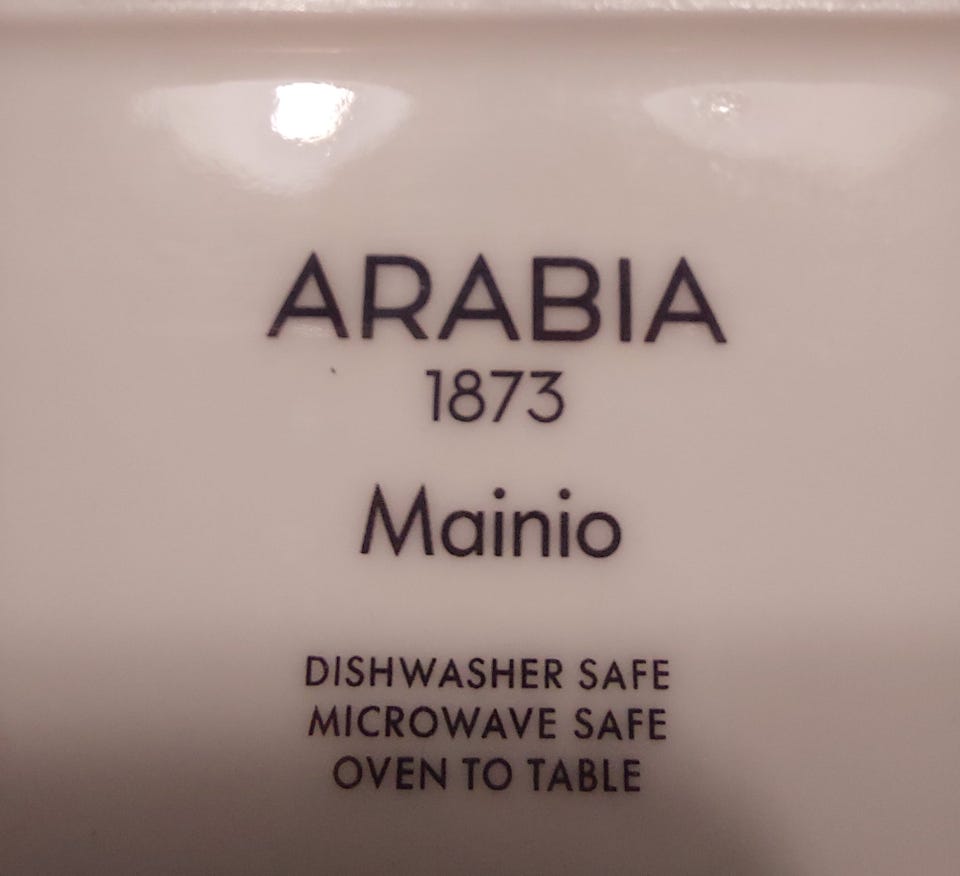 ARABIA
1873
Mainio
DISHWASHER SAFE
MICROWAVE SAFE
OVEN TO TABLE